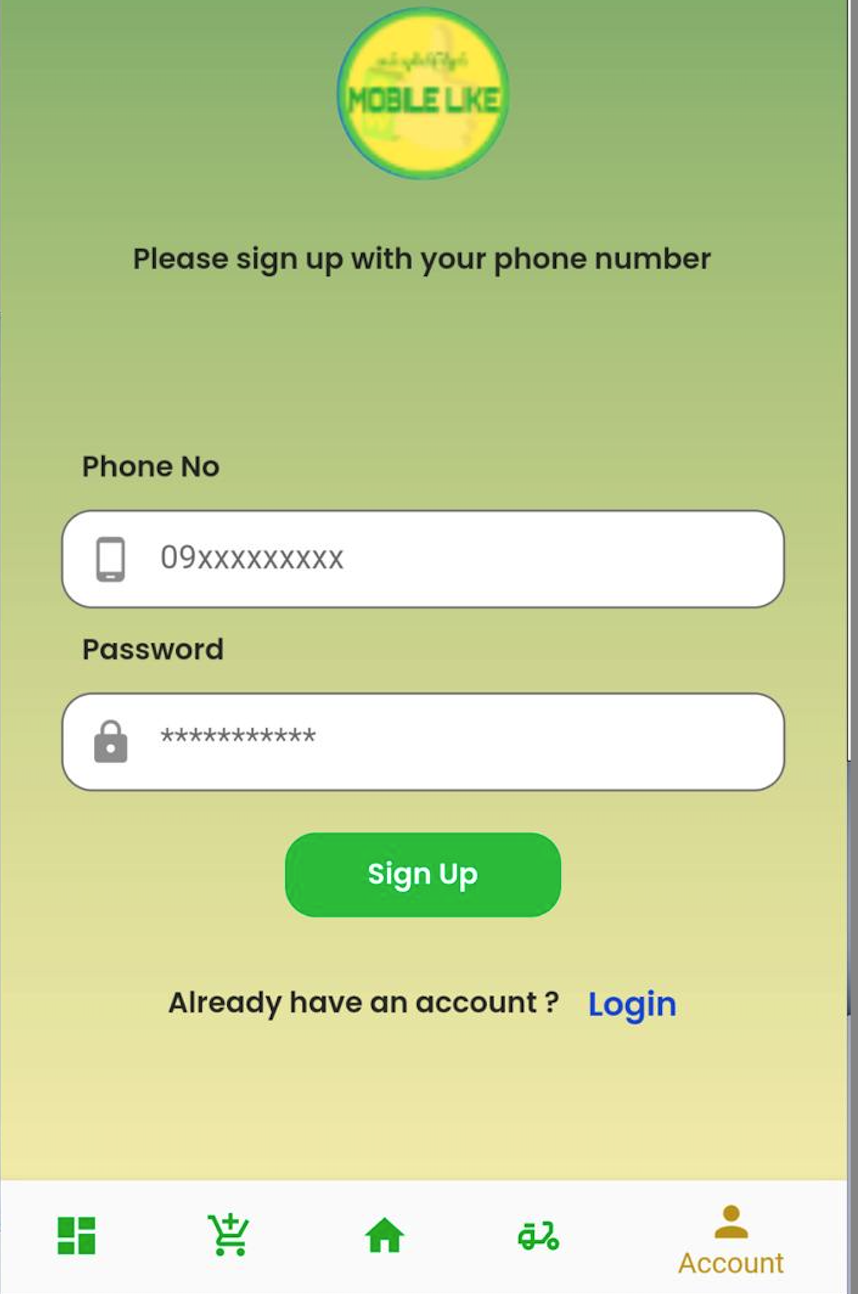 MOBILE LIKE
Please sign up with your phone number
Phone No
09xxxxxxxxx
Password
***********
Sign Up
Already have an account ? Login
Account